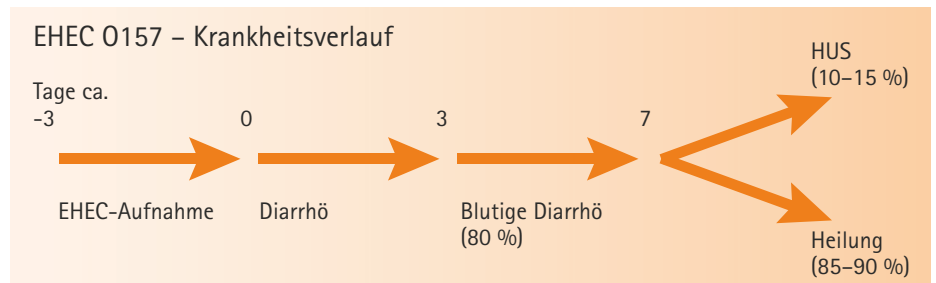 EHEC O157 – Krankheitsverlauf
Tage ca.
-3 0 3 7
EHEC-Aufnahme Diarrhö Blutige Diarrhö
(80 %)
HUS
(10–15 %)
Heilung
(85–90 %)